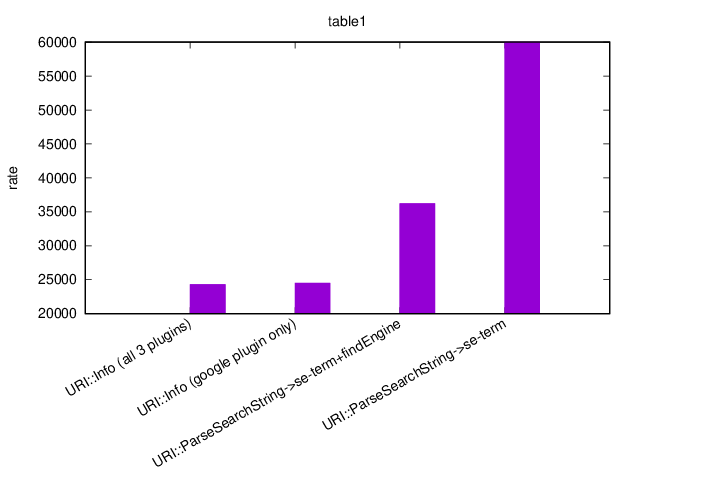 table1
60000
55000
50000
45000
40000
35000
30000
25000
20000
rate
URI::Info (all 3 plugins)
URI::Info (google plugin only)
URI::ParseSearchString->se-term+findEngine
URI::ParseSearchString->se-term